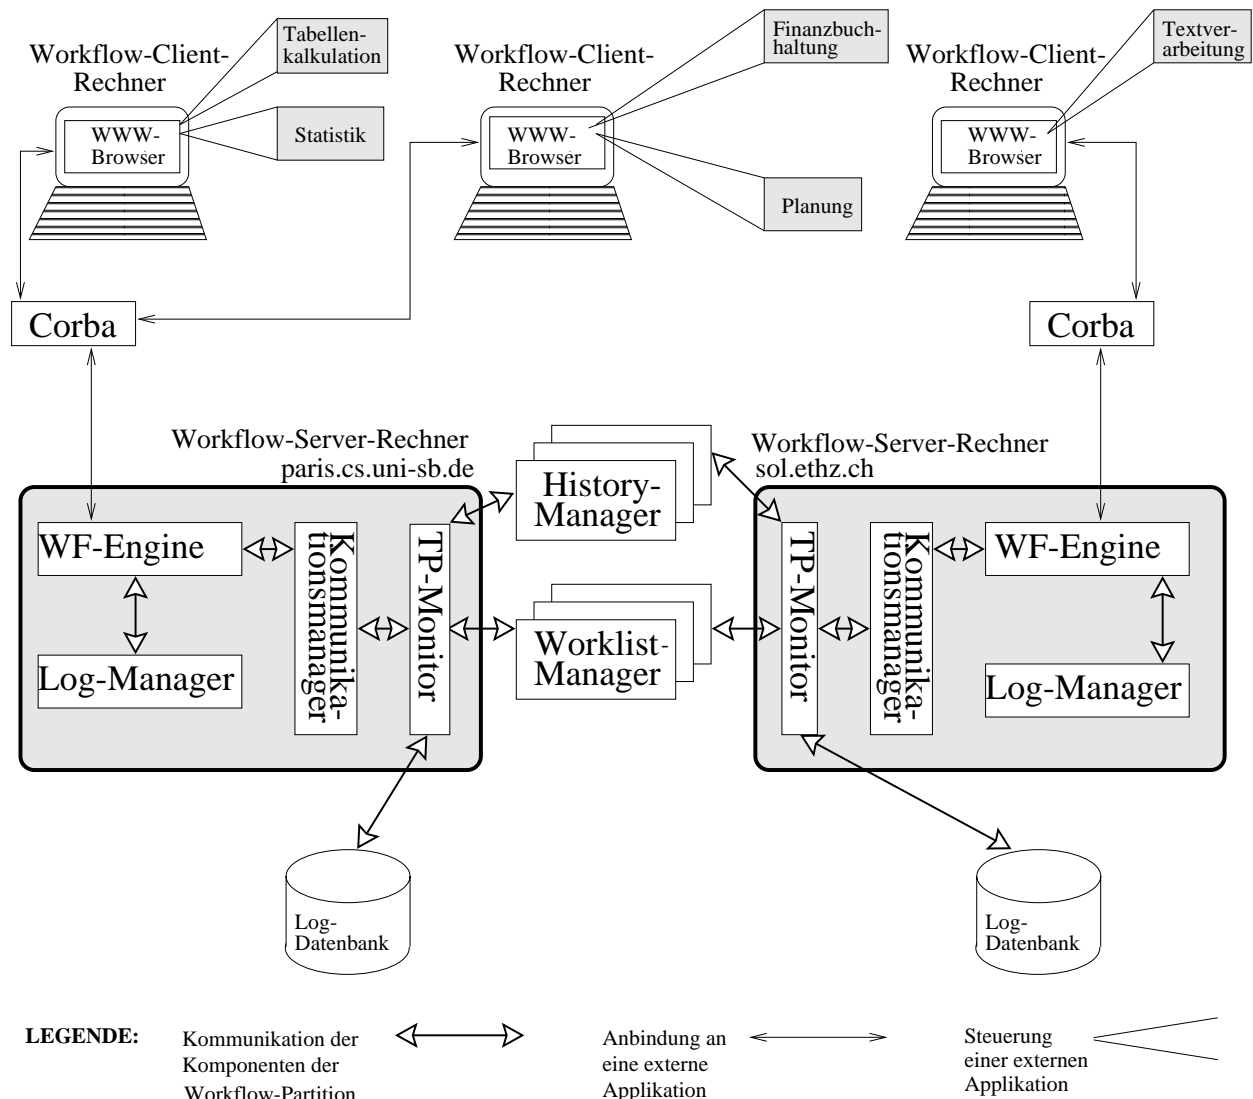 Workflow-Client-
Rechner
Tabellen-
kalkulation
Statistik
WWW-
Browser
Workflow-Client-
Rechner
Finanzbuch-
haltung
Planung
WWW-
Browser
Workflow-Client-
Rechner
Textver-
arbeitung
WWW-
Browser
Corba
Corba
Workflow-Server-Rechner
paris.cs.uni-sb.de
WF-Engine
Log-Manager
Kommunika-
tionsmanager
TP-Monitor
History-
Manager
Worklist-
Manager
Workflow-Server-Rechner
sol.ethz.ch
TP-Monitor
Kommunika-
tionsmanager
WF-Engine
Log-Manager
Log-
Datenbank
Log-
Datenbank
LEGENDE:
Kommunikation der
Komponenten der
Workflow-Partition
Anbindung an
eine externe
Applikation
Steuerung
einer externen
Applikation